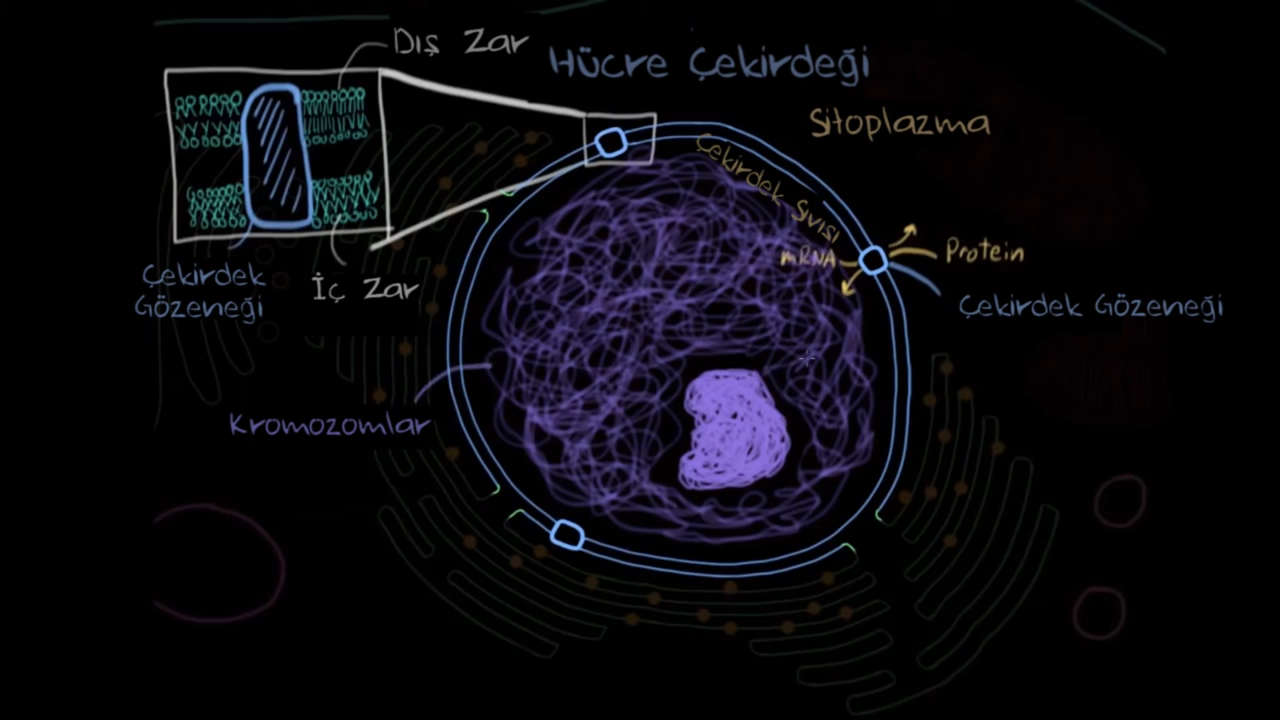 Dış Zar
Hücre Çekirdeği
Sitoplazma
Çekirdek Sıvısı
mRNA
Protein
Çekirdek
Gözeneği
İç Zar
Çekirdek Gözeneği
Kromozomlar